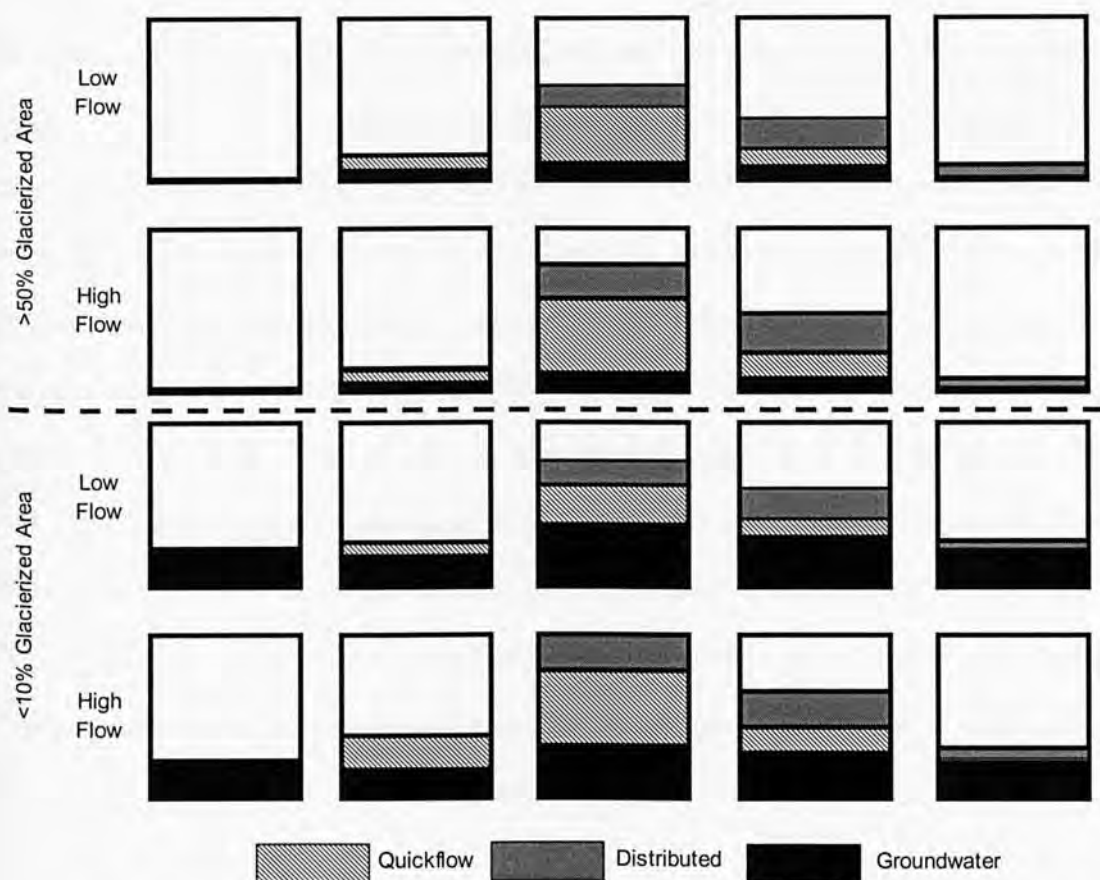 >50% Glacierized Area
Low
Flow
High
Flow
<10% Glacierized Area
Low
Flow
High
Flow
Quickflow
Distributed
Groundwater